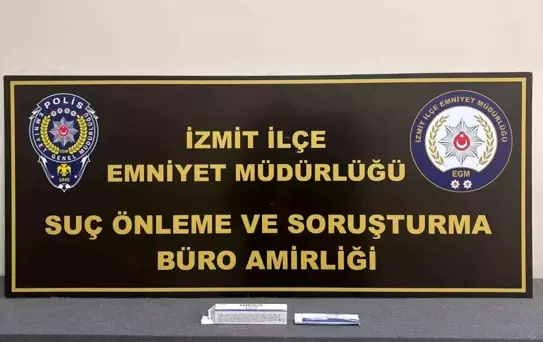 İZMİT İLÇE
EMNİYET MÜDÜRLÜĞÜ
SUÇ ÖNLEME VE SORUŞTURMA
BÜRO AMİRLİĞİ
POLİS
EMNİYET GENEL MÜDÜRLÜĞÜ
1845
İZMİT İLÇE EMNİYET MÜDÜRLÜĞÜ
EGM